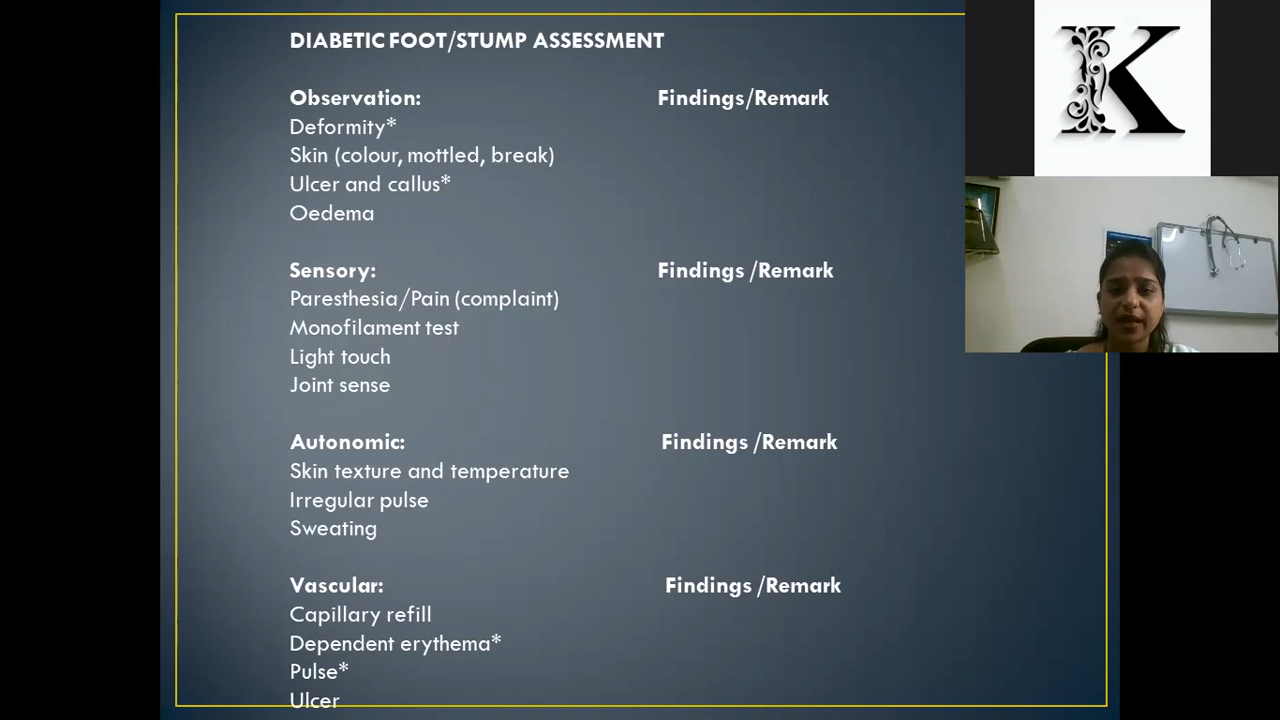 DIABETIC FOOT/STUMP ASSESSMENT
Observation: Findings/Remark
Deformity*
Skin (colour, mottled, break)
Ulcer and callus*
Oedema
Sensory: Findings /Remark
Paresthesia/Pain (complaint)
Monofilament test
Light touch
Joint sense
Autonomic: Findings /Remark
Skin texture and temperature
Irregular pulse
Sweating
Vascular: Findings /Remark
Capillary refill
Dependent erythema*
Pulse*
Ulcer
K